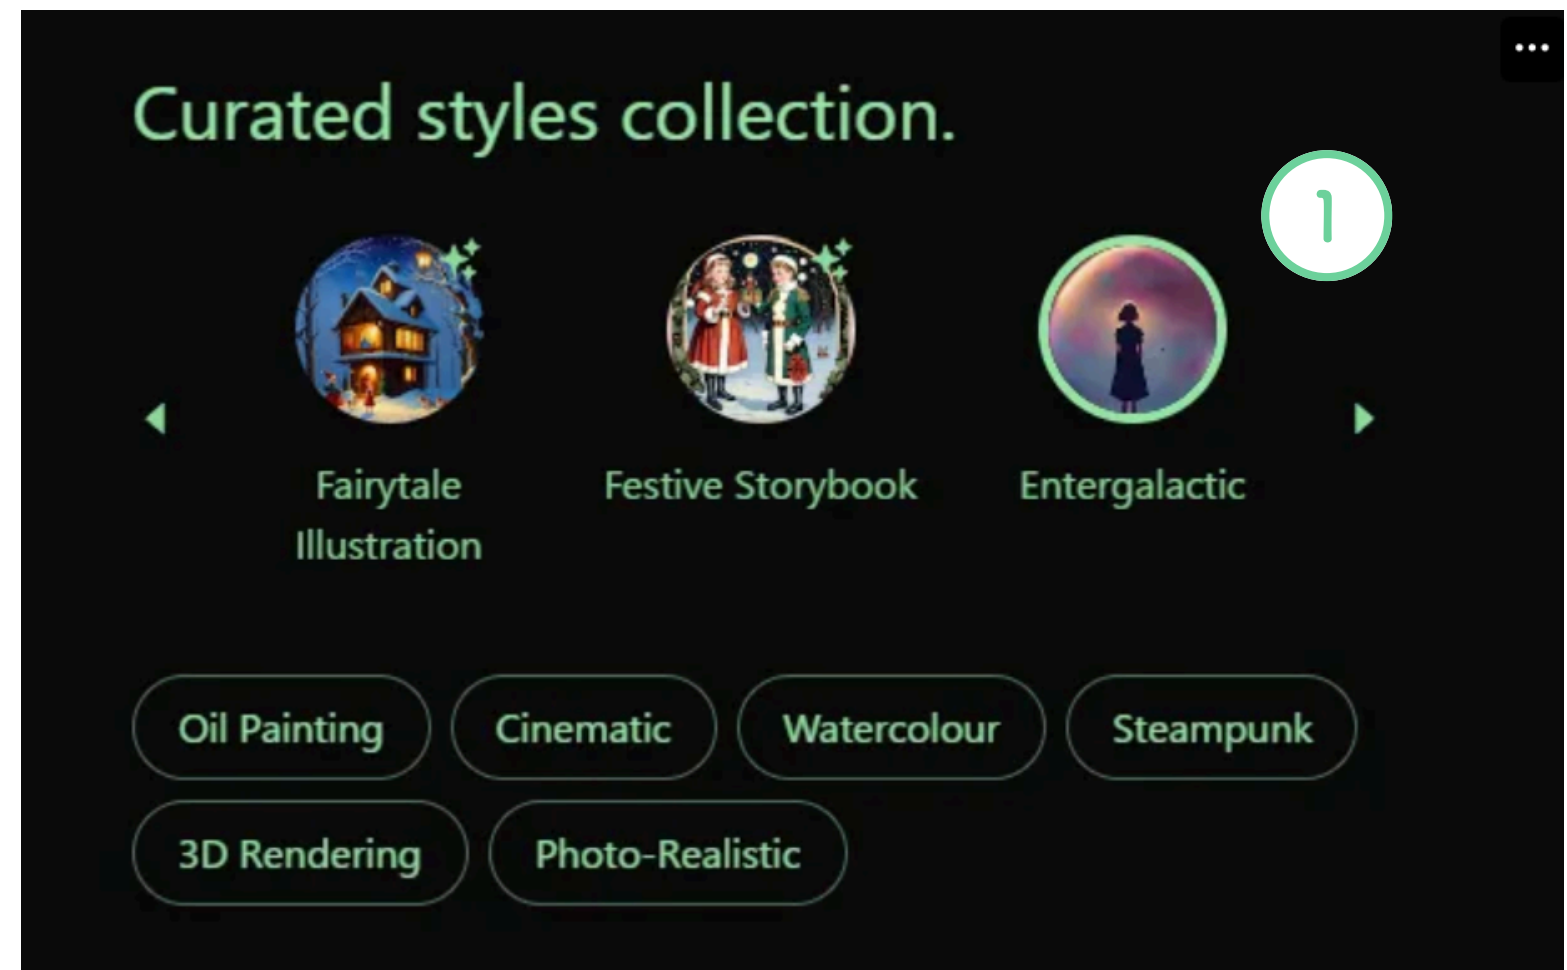 Curated styles collection.
1
Fairytale
Illustration
Festive Storybook
Entergalactic
Oil Painting
Cinematic
Watercolour
Steampunk
3D Rendering
Photo-Realistic